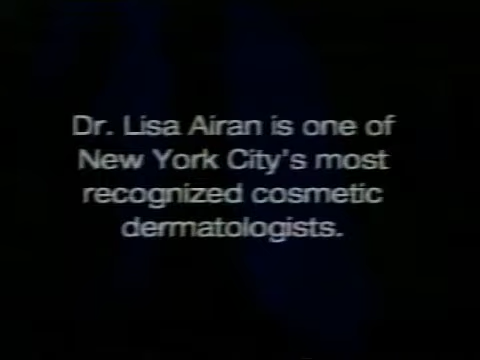 Dr. Lisa Airan is one of
New York City's most
recognized cosmetic
dermatologists.